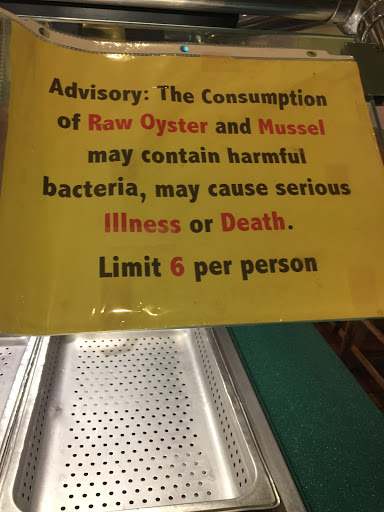 Advisory: The Consumption
of Raw Oyster and Mussel
may contain harmful
bacteria, may cause serious
Illness or Death.
Limit 6 per person